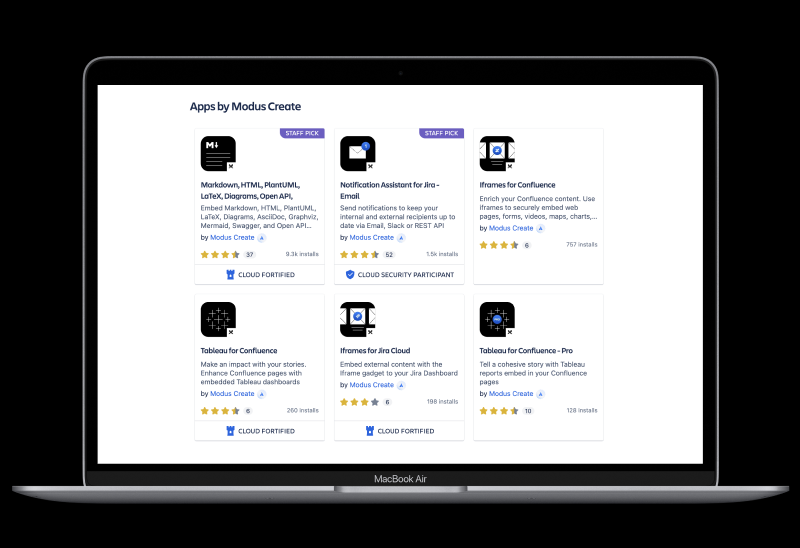 Apps by Modus Create
STAFF PICK
M↓
Markdown, HTML, PlantUML,
LaTeX, Diagrams, Open API,
Embed Markdown, HTML, PlantUML,
LaTeX, Diagrams, AsciiDoc, Graphviz,
Mermaid, Swagger, and Open API...
by Modus Create
37
9.3k installs
CLOUD FORTIFIED
STAFF PICK
Notification Assistant for Jira -
Email
Send notifications to keep your
internal and external recipients up to
date via Email, Slack or REST API
by Modus Create
52
1.5k installs
CLOUD SECURITY PARTICIPANT
Iframes for Confluence
Enrich your Confluence content. Use
iframes to securely embed web
pages, forms, videos, maps, charts,...
by Modus Create
6
757 installs
Tableau for Confluence
Make an impact with your stories.
Enhance Confluence pages with
embedded Tableau dashboards
by Modus Create
6
260 installs
CLOUD FORTIFIED
Iframes for Jira Cloud
Embed external content with the
Iframe gadget to your Jira Dashboard
by Modus Create
6
198 installs
CLOUD FORTIFIED
PRO
Tableau for Confluence - Pro
Tell a cohesive story with Tableau
reports embed in your Confluence
pages
by Modus Create
10
128 installs
MacBook Air